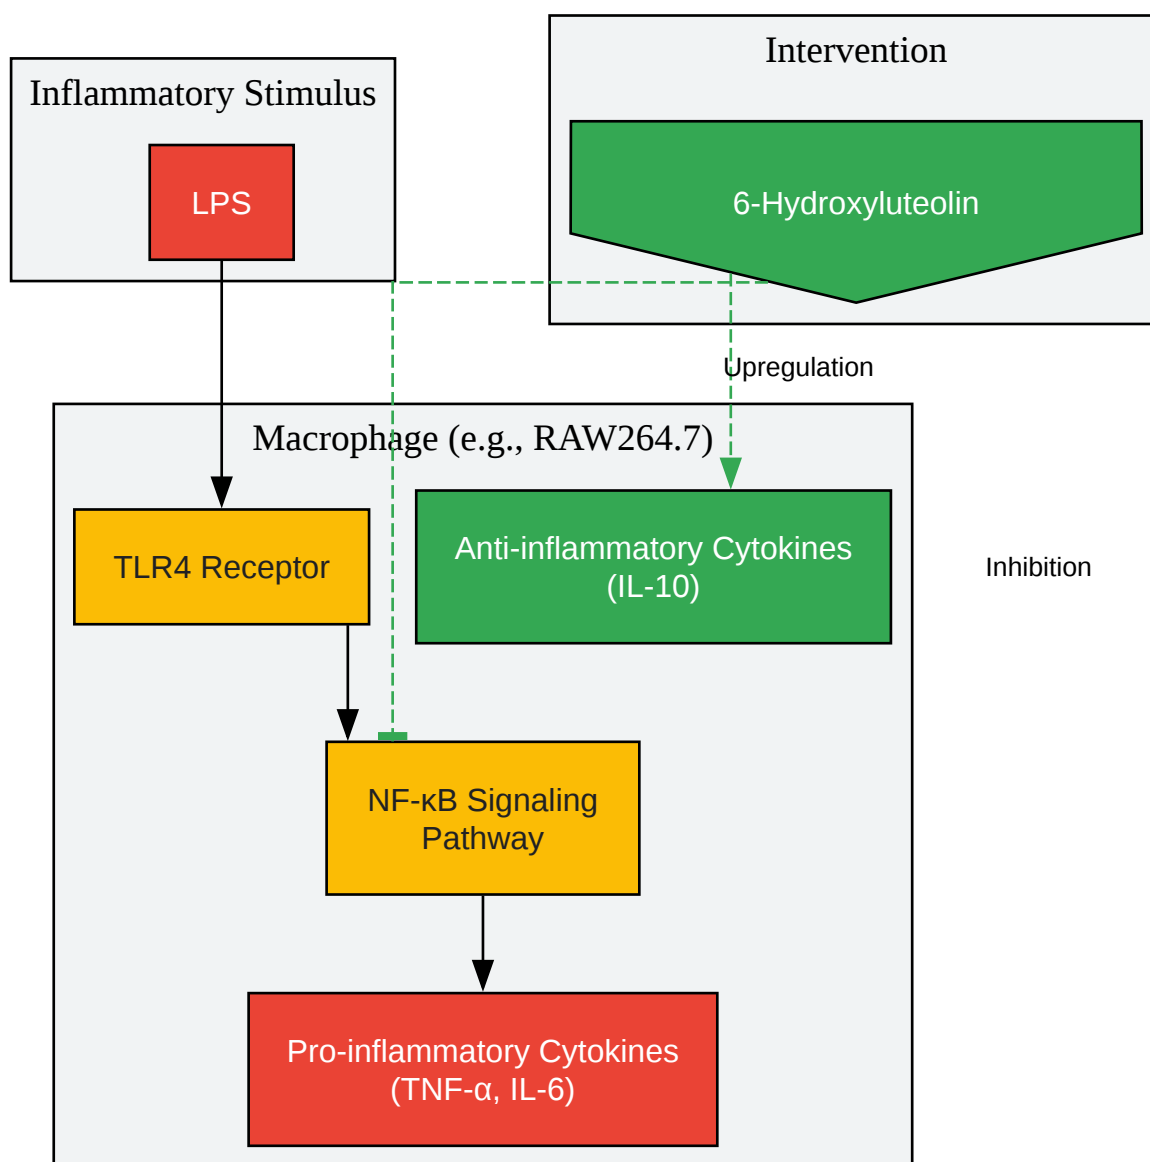 Intervention
Inflammatory Stimulus
LPS
6-Hydroxyluteolin
Upregulation
Macrophage (e.g., RAW264.7)
TLR4 Receptor
Anti-inflammatory Cytokines
(IL-10)
Inhibition
NF-κB Signaling
Pathway
Pro-inflammatory Cytokines
(TNF-α, IL-6)